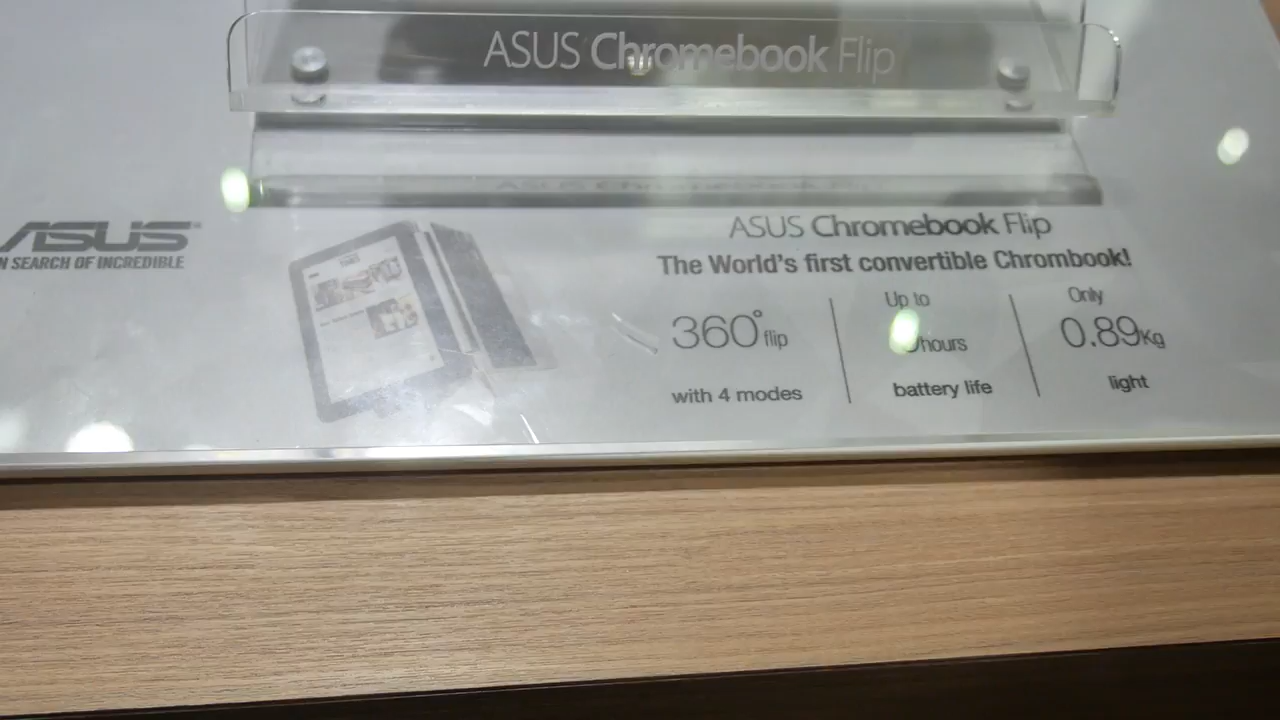 ASUS Chromebook Flip
ASUS
N SEARCH OF INCREDIBLE
ASUS Chromebook Flip
The World's first convertible Chrombook!
360° flip
with 4 modes
Up to
hours
battery life
Only
0.89Kg
light